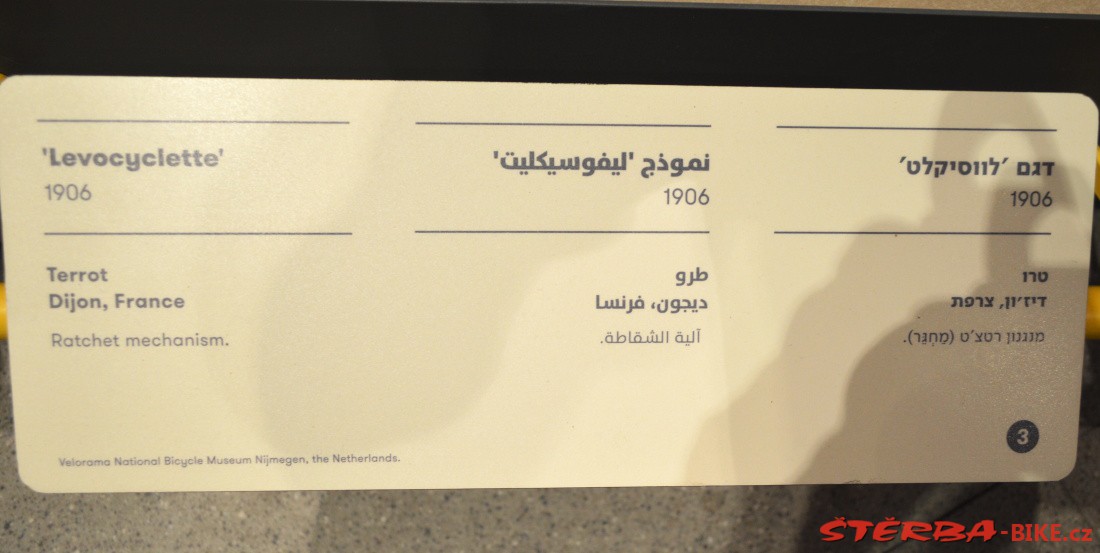 'Levocyclette'
1906
Terrot
Dijon, France
Ratchet mechanism.
نموذج 'ليفوسيكليت'
1906
طرو
ديجون، فرنسا
آلية الشقاطة.
דגם ׳לווסיקלט׳
1906
טרו
דיז׳ון, צרפת
מנגנון רטצ׳ט (מַחְגֵּר).
3
Velorama National Bicycle Museum Nijmegen, the Netherlands.
ŠTĚRBA-BIKE.cz